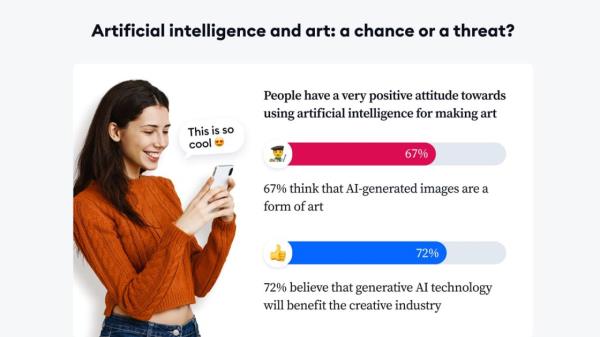 Artificial intelligence and art: a chance or a threat?
People have a very positive attitude towards
using artificial intelligence for making art
This is so
cool 😍
67%
67% think that AI-generated images are a
form of art
72%
72% believe that generative AI technology
will benefit the creative industry